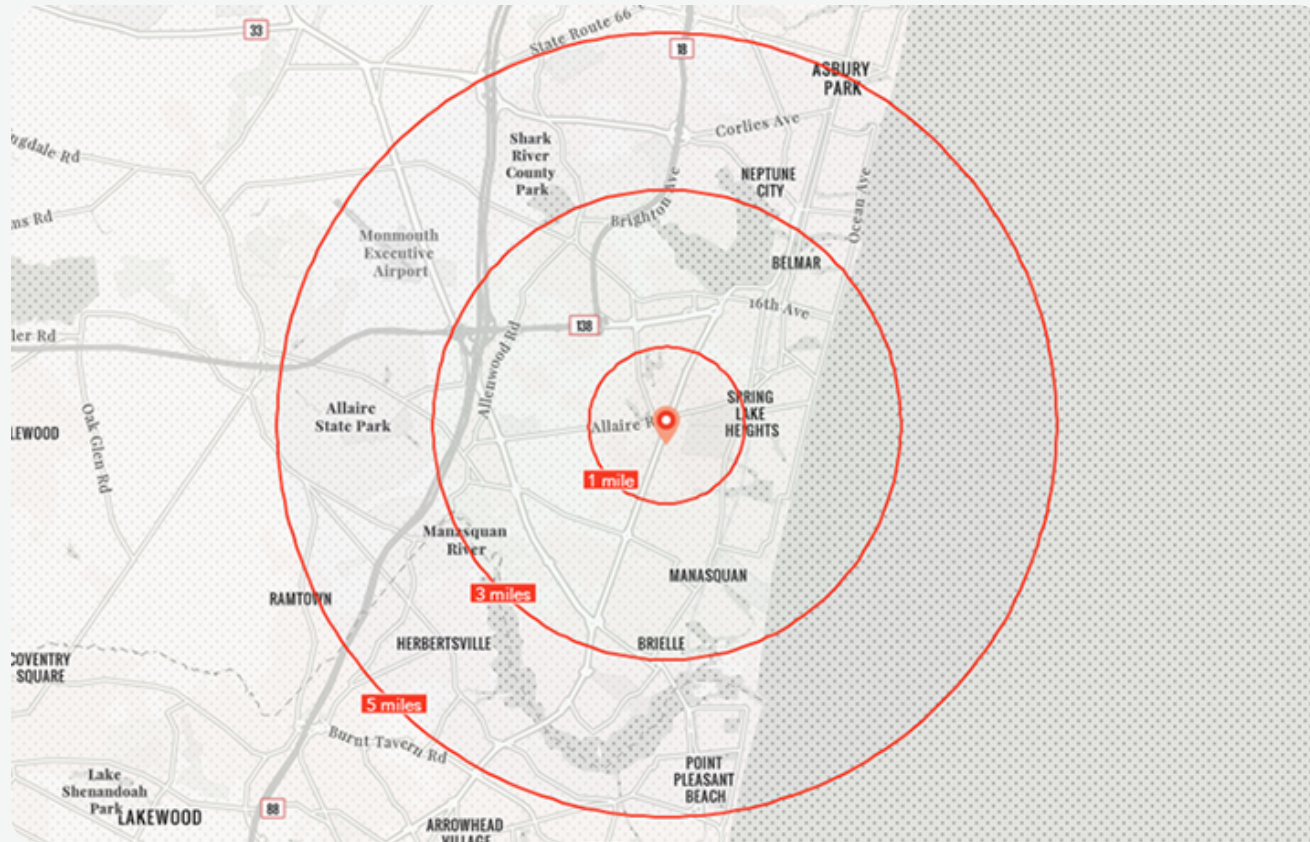 33
State Route 66
18
ASBURY
PARK
Corlies Ave
ngdale Rd
Shark
River
County
Park
NEPTUNE
CITY
Brighton Ave
Ocean Ave
ms Rd
Monmouth
Executive
Airport
BELMAR
16th Ave
138
ler Rd
Allenwood Rd
SPRING
LAKE
HEIGHTS
Allaire
State Park
Allaire R
LEWOOD
Oak Glen Rd
1 mile
Manasquan
River
MANASQUAN
3 miles
RAMTOWN
HERBERTSVILLE
BRIELLE
COVENTRY
SQUARE
5 miles
Burnt Tavern Rd
POINT
PLEASANT
BEACH
Lake
Shenandoah
Park
LAKEWOOD
88
ARROWHEAD
VILLAGE